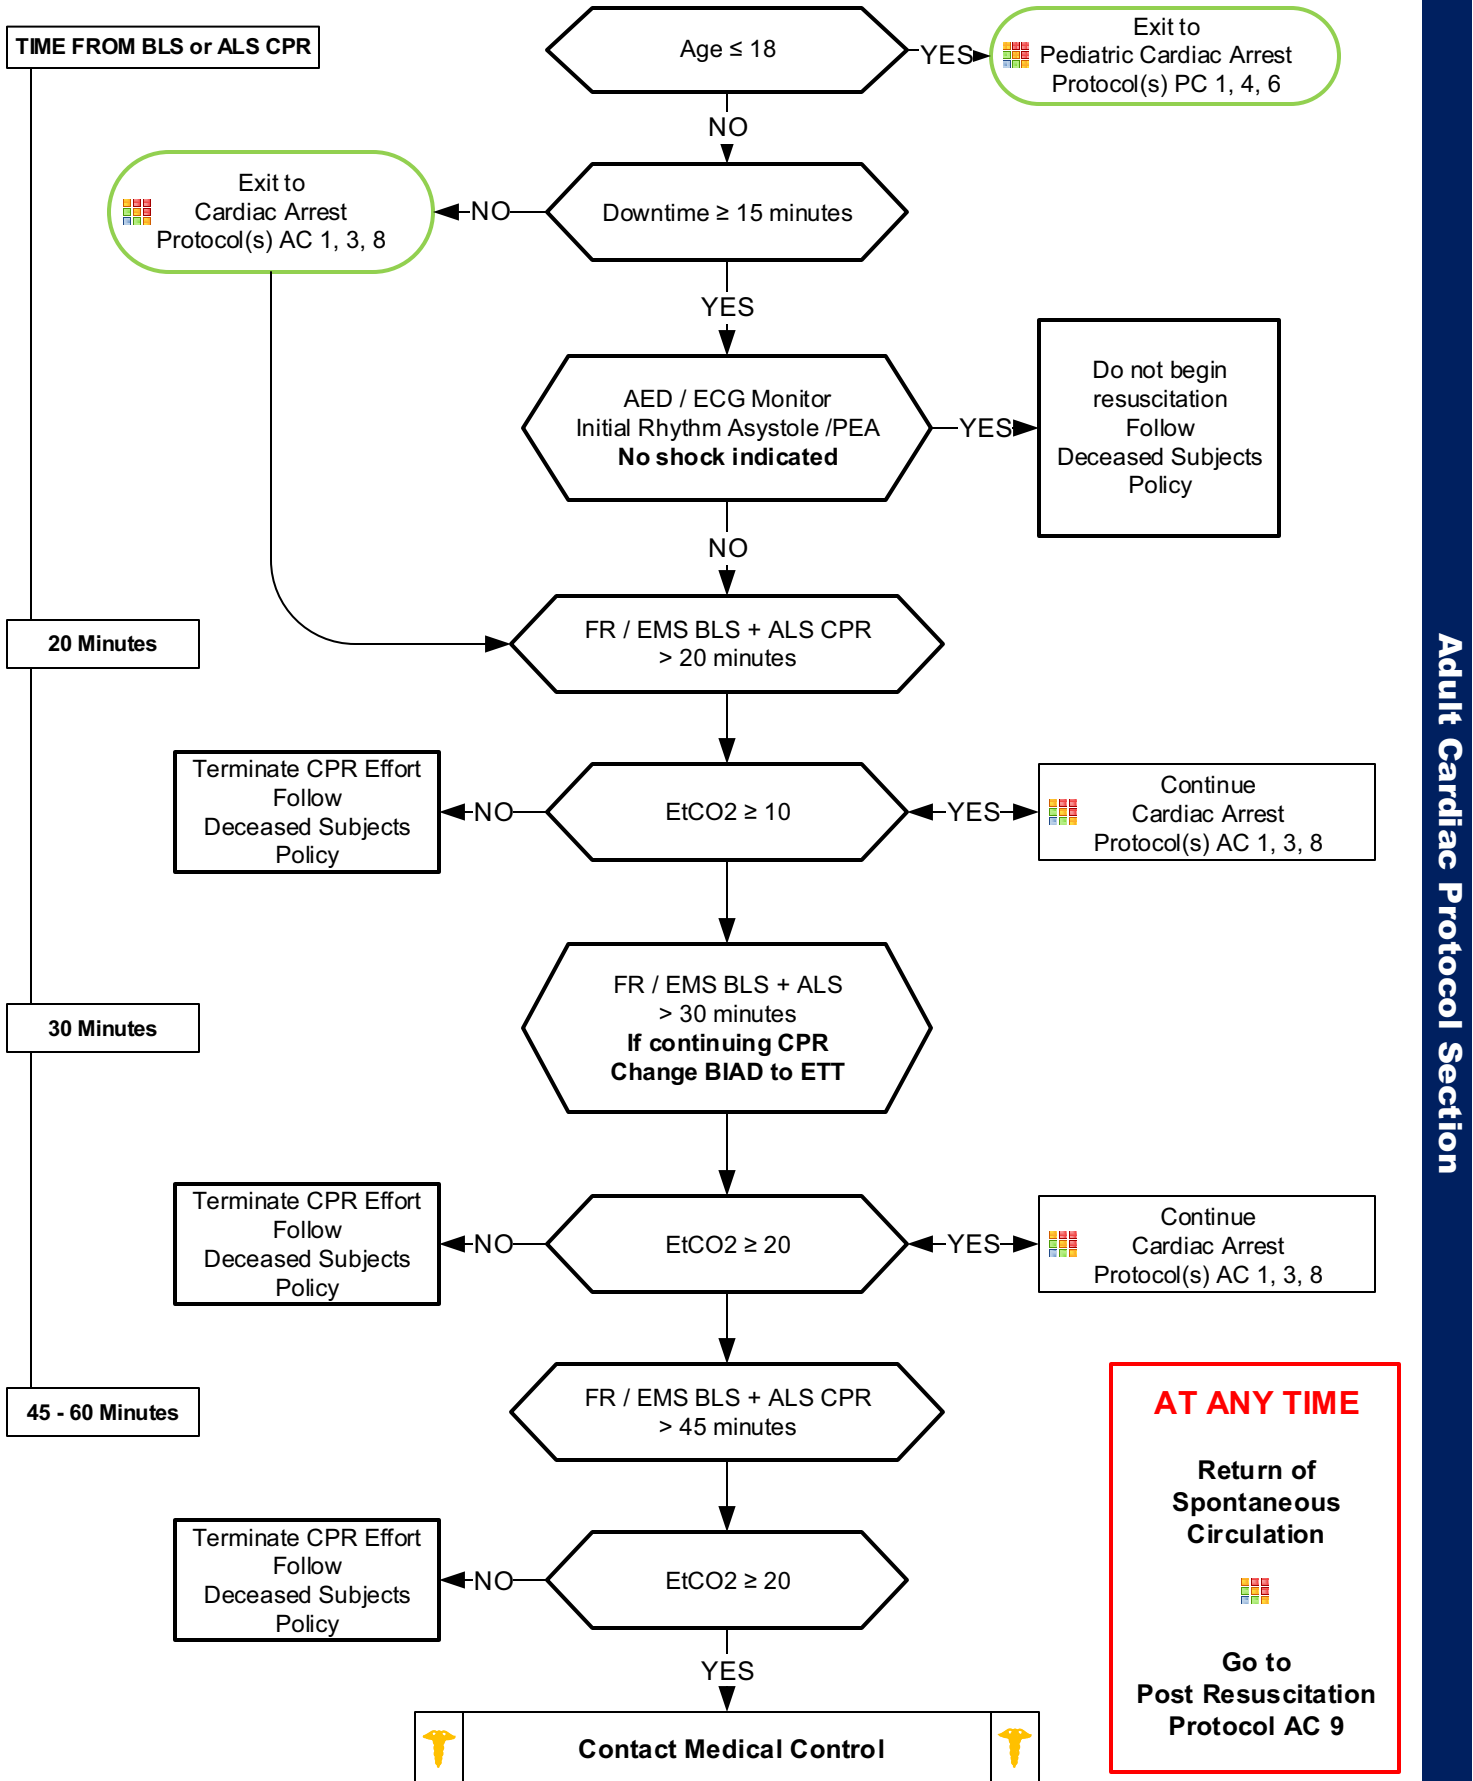 TIME FROM BLS or ALS CPR
Age ≤ 18
YES
Exit to
Pediatric Cardiac Arrest
Protocol(s) PC 1, 4, 6
NO
Exit to
Cardiac Arrest
Protocol(s) AC 1, 3, 8
NO
Downtime ≥ 15 minutes
YES
AED / ECG Monitor
Initial Rhythm Asystole /PEA
No shock indicated
YES
Do not begin
resuscitation
Follow
Deceased Subjects
Policy
NO
20 Minutes
FR / EMS BLS + ALS CPR
> 20 minutes
Terminate CPR Effort
Follow
Deceased Subjects
Policy
NO
EtCO2 ≥ 10
YES
Continue
Cardiac Arrest
Protocol(s) AC 1, 3, 8
30 Minutes
FR / EMS BLS + ALS
> 30 minutes
If continuing CPR
Change BIAD to ETT
Terminate CPR Effort
Follow
Deceased Subjects
Policy
NO
EtCO2 ≥ 20
YES
Continue
Cardiac Arrest
Protocol(s) AC 1, 3, 8
45 - 60 Minutes
FR / EMS BLS + ALS CPR
> 45 minutes
Terminate CPR Effort
Follow
Deceased Subjects
Policy
NO
EtCO2 ≥ 20
YES
Contact Medical Control
AT ANY TIME
Return of
Spontaneous
Circulation
Go to
Post Resuscitation
Protocol AC 9
Adult Cardiac Protocol Section